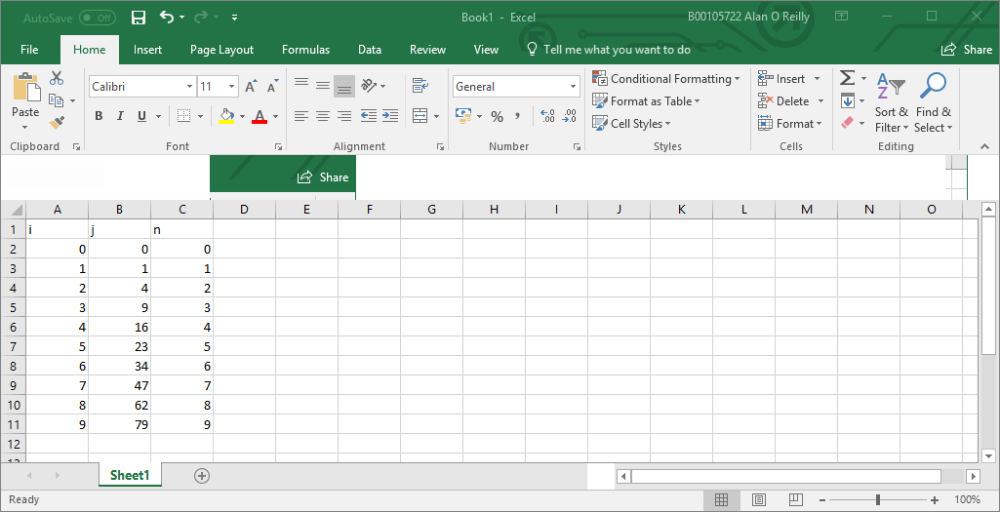 AutoSave Off Book1 - Excel B00105722 Alan O Reilly
File Home Insert Page Layout Formulas Data Review View Tell me what you want to do Share
Paste Calibri 11 A A General Conditional Formatting Insert Sort & Find &
B I U A % , Format as Table Delete Filter Select
Cell Styles Format
Clipboard Font Alignment Number Styles Cells Editing
Share
A B C D E F G H I J K L M N O
1 i j n
2 0 0 0
3 1 1 1
4 2 4 2
5 3 9 3
6 4 16 4
7 5 23 5
8 6 34 6
9 7 47 7
10 8 62 8
11 9 79 9
12
Sheet1
Ready 100%